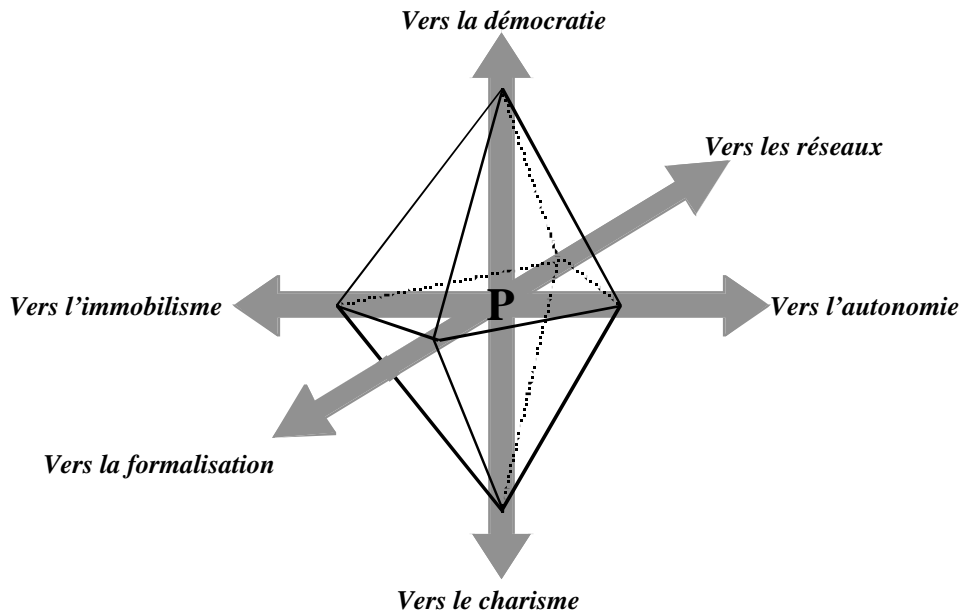 Vers la démocratie
Vers les réseaux
Vers l'immobilisme
P
Vers l'autonomie
Vers la formalisation
Vers le charisme